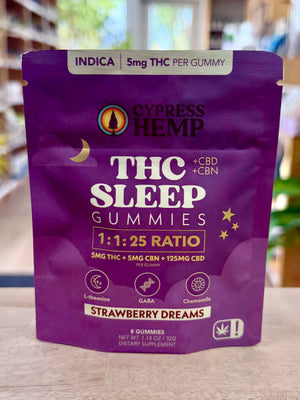 INDICA | 5mg THC PER GUMMY
CYPRESS
HEMP
THC +CBD +CBN
SLEEP
GUMMIES
1:1:25 RATIO
5MG THC + 5MG CBN + 125MG CBD
PER GUMMY
L-theanine GABA Chamomile
STRAWBERRY DREAMS
8 GUMMIES
NET WT. 1.12 OZ / 32G
DIETARY SUPPLEMENT
!